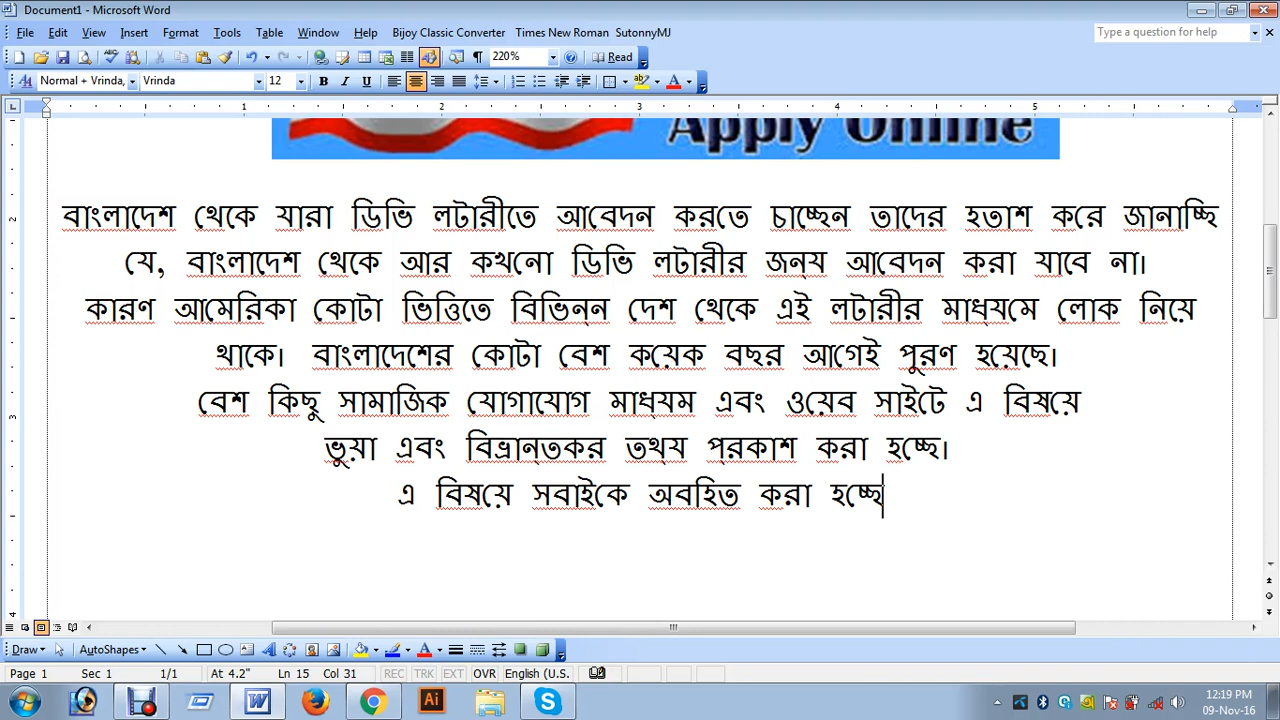 Document1 - Microsoft Word
File Edit View Insert Format Tools Table Window Help Bijoy Classic Converter Times New Roman SutonnyMJ Type a question for help
220% Read
Normal + Vrinda, Vrinda 12
1 2 3 4 5
Apply Online
বাংলাদেশ থেকে যারা ডিভি লটারীতে আবেদন করতে চাচ্ছেন তাদের হতাশ করে জানাচ্ছি
যে, বাংলাদেশ থেকে আর কখনো ডিভি লটারীর জন্য আবেদন করা যাবে না।
কারণ আমেরিকা কোটা ভিত্তিতে বিভিন্ন দেশ থেকে এই লটারীর মাধ্যমে লোক নিয়ে
থাকে। বাংলাদেশের কোটা বেশ কয়েক বছর আগেই পুরণ হয়েছে।
বেশ কিছু সামাজিক যোগাযোগ মাধ্যম এবং ওয়েব সাইটে এ বিষয়ে
ভুয়া এবং বিভ্রান্তকর তথ্য প্রকাশ করা হচ্ছে।
এ বিষয়ে সবাইকে অবহিত করা হচ্ছে
Draw AutoShapes
Page 1 Sec 1 1/1 At 4.2" Ln 15 Col 31 REC TRK EXT OVR English (U.S.
12:19 PM
09-Nov-16